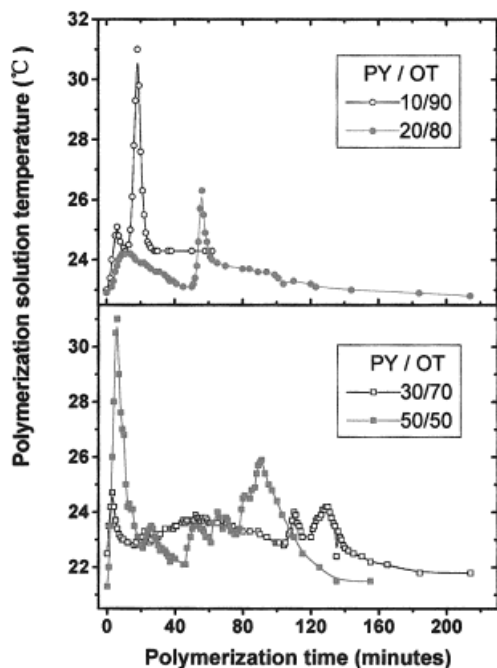 Polymerization solution temperature (℃)
32
30
28
26
24
PY / OT
10/90
20/80
30
28
26
24
22
PY / OT
30/70
50/50
0 40 80 120 160 200
Polymerization time (minutes)